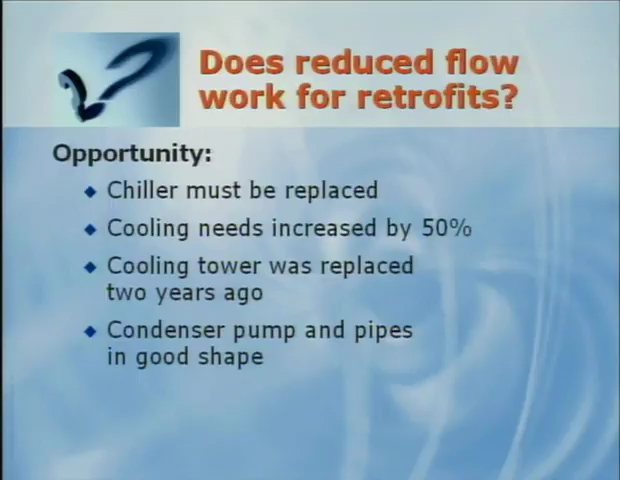 Does reduced flow
work for retrofits?
Opportunity:
Chiller must be replaced
Cooling needs increased by 50%
Cooling tower was replaced
two years ago
Condenser pump and pipes
in good shape